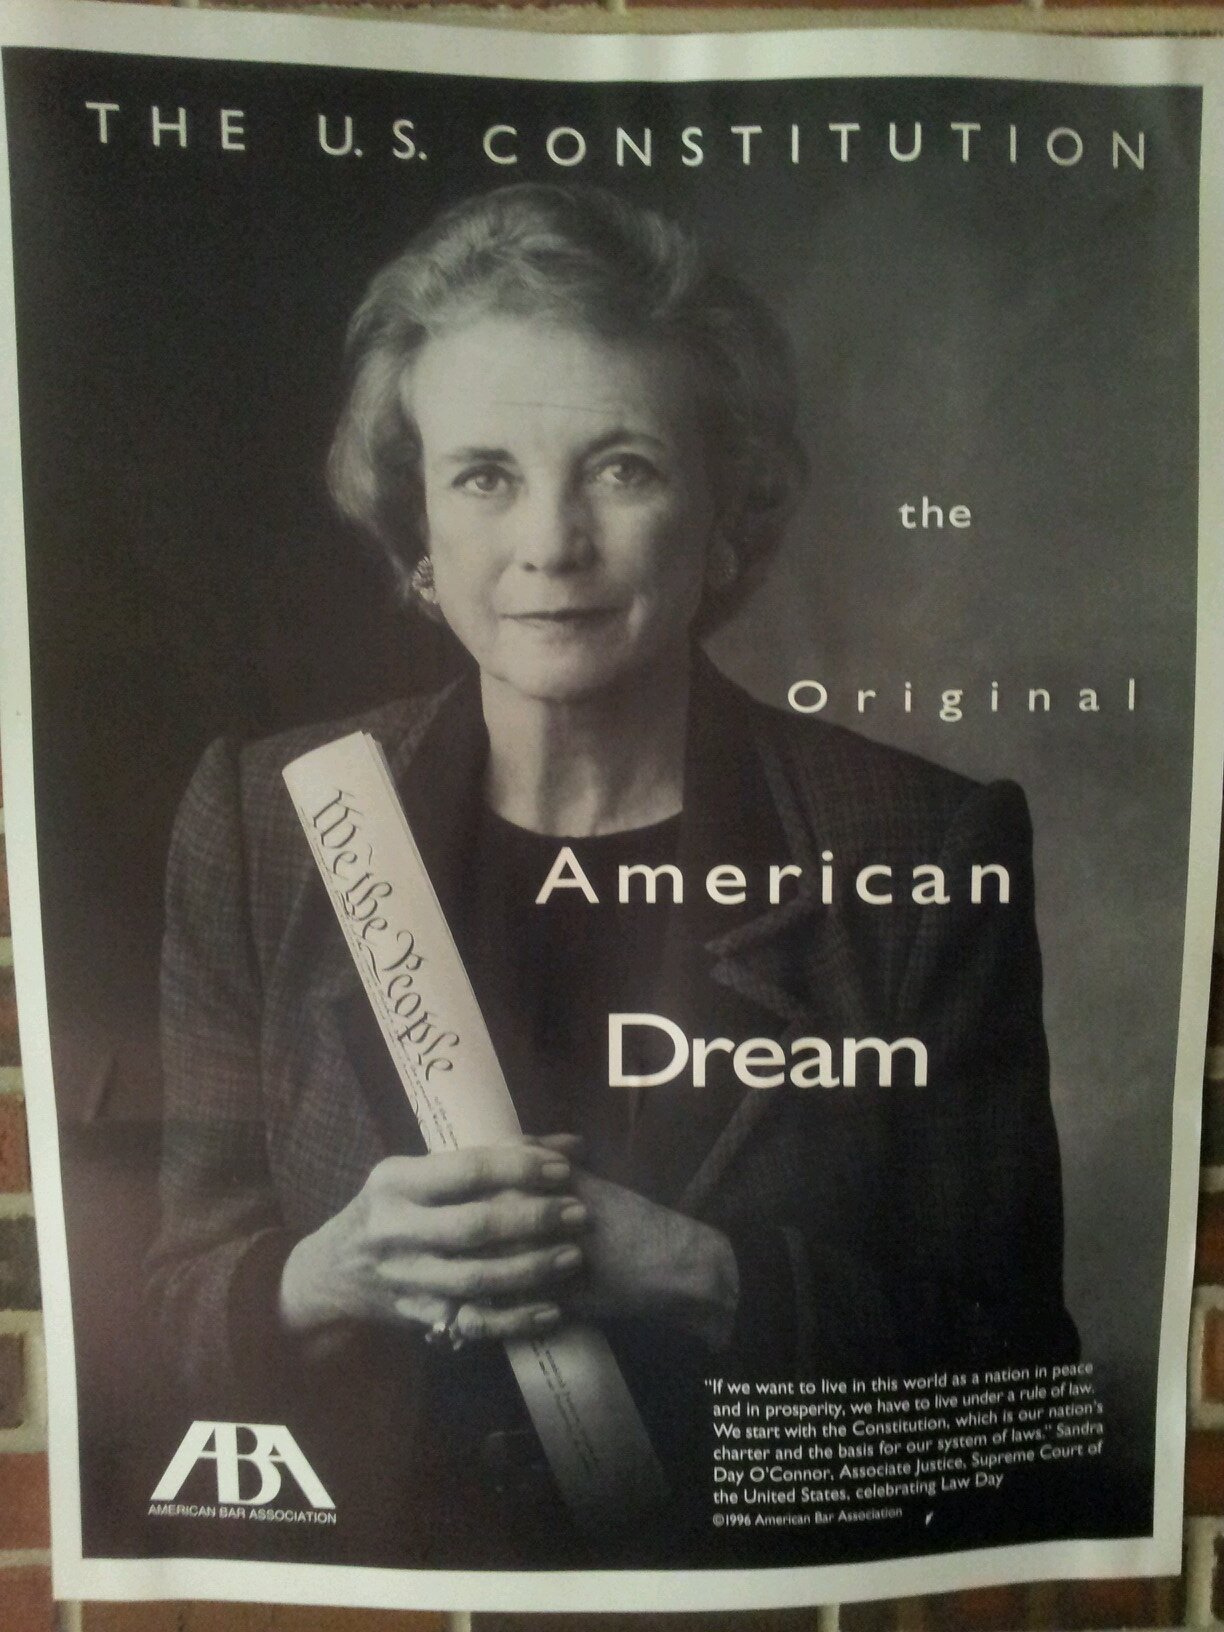 THE U.S. CONSTITUTION
the
Original
American
Dream
We the People
"If we want to live in this world as a nation in peace
and in prosperity, we have to live under a rule of law.
We start with the Constitution, which is our nation's
charter and the basis for our system of laws." Sandra
Day O'Connor, Associate Justice, Supreme Court of
the United States, celebrating Law Day
©1996 American Bar Association
ABA
AMERICAN BAR ASSOCIATION